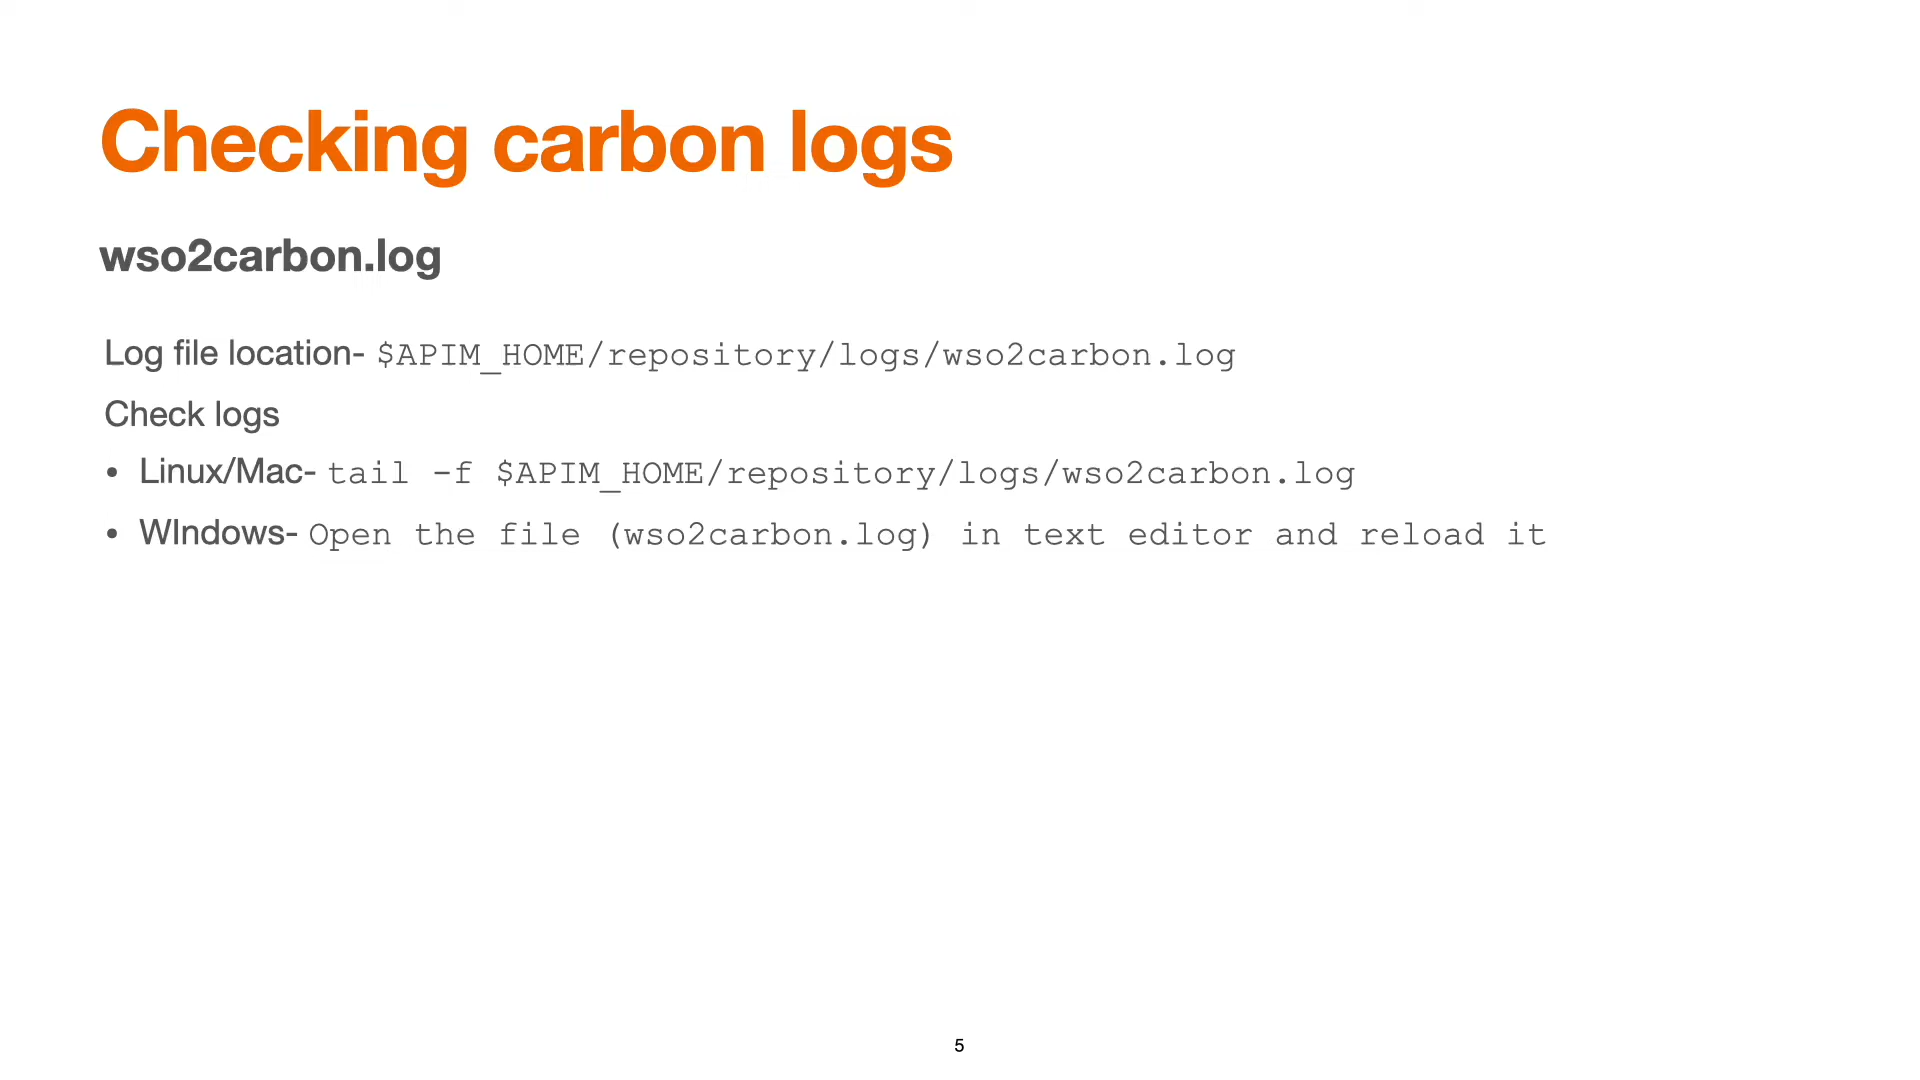 Checking carbon logs
wso2carbon.log
Log file location- $APIM_HOME/repository/logs/wso2carbon.log
Check logs
• Linux/Mac- tail -f $APIM_HOME/repository/logs/wso2carbon.log
• WIndows- Open the file (wso2carbon.log) in text editor and reload it
5